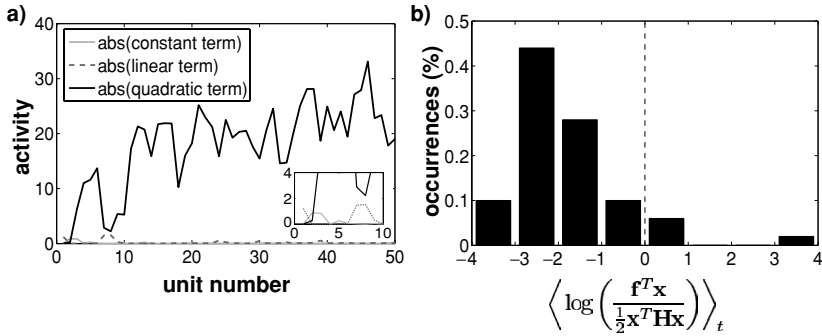 a)
activity
40
30
20
10
0
abs(constant term)
abs(linear term)
abs(quadratic term)
4
2
0
0 5 10
0 10 20 30 40 50
unit number
b)
occurrences (%)
0.5
0.4
0.3
0.2
0.1
0
−4 −3 −2 −1 0 1 2 3 4
⟨log(f^T x / ½ x^T H x)⟩_t